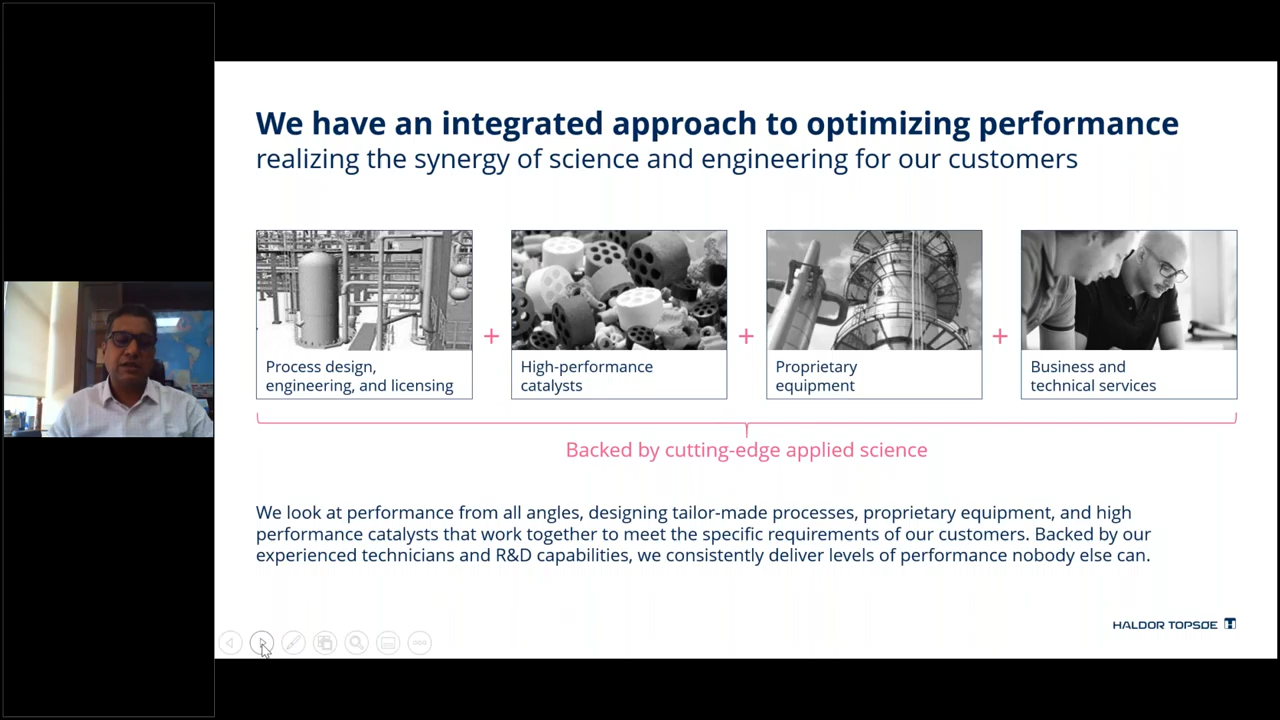 We have an integrated approach to optimizing performance
realizing the synergy of science and engineering for our customers
Process design,
engineering, and licensing
+
High-performance
catalysts
+
Proprietary
equipment
+
Business and
technical services
Backed by cutting-edge applied science
We look at performance from all angles, designing tailor-made processes, proprietary equipment, and high
performance catalysts that work together to meet the specific requirements of our customers. Backed by our
experienced technicians and R&D capabilities, we consistently deliver levels of performance nobody else can.
HALDOR TOPSØE